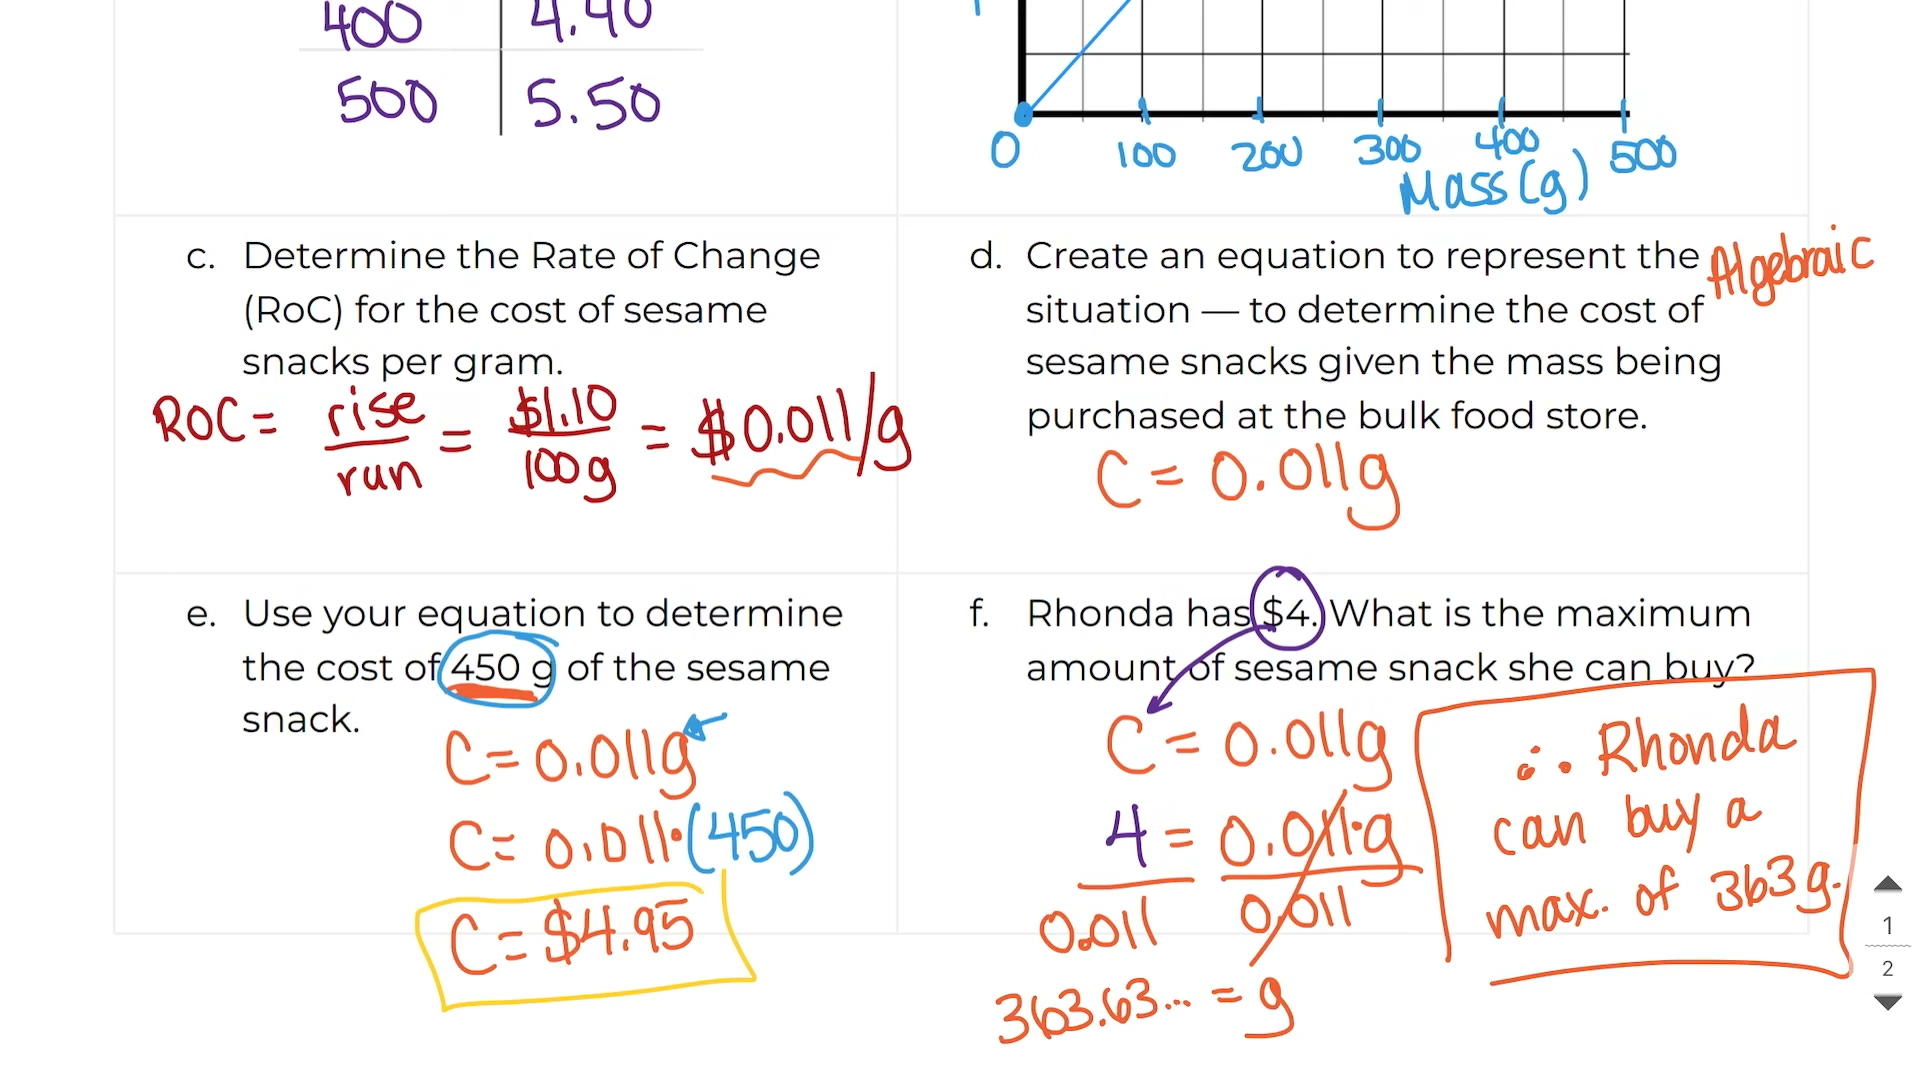 400 4.40
500 5.50
1
0 100 200 300 400 500
Mass (g)
c. Determine the Rate of Change
(RoC) for the cost of sesame
snacks per gram.
RoC = rise/run = $1.10/100g = $0.011/g
d. Create an equation to represent the Algebraic
situation — to determine the cost of
sesame snacks given the mass being
purchased at the bulk food store.
C = 0.011g
e. Use your equation to determine
the cost of 450 g of the sesame
snack.
C = 0.011g
C = 0.011·(450)
C = $4.95
f. Rhonda has $4. What is the maximum
amount of sesame snack she can buy?
C = 0.011g
4 = 0.011·g
0.011 0.011
363.63... = g
∴ Rhonda
can buy a
max. of 363g.
1
2